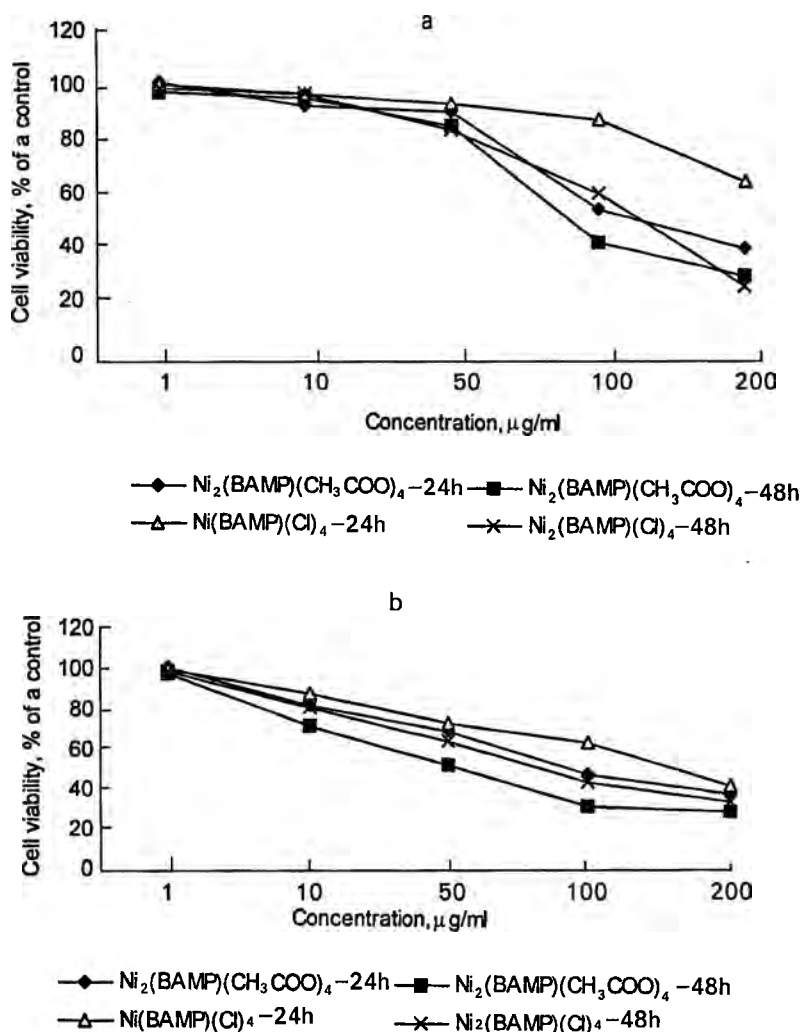 a
Cell viability, % of a control
120
100
80
60
40
20
0
1 10 50 100 200
Concentration, μg/ml
Ni₂(BAMP)(CH₃COO)₄–24h Ni₂(BAMP)(CH₃COO)₄–48h
Ni(BAMP)(Cl)₄–24h Ni₂(BAMP)(Cl)₄–48h
b
Cell viability, % of a control
120
100
80
60
40
20
0
1 10 50 100 200
Concentration, μg/ml
Ni₂(BAMP)(CH₃COO)₄–24h Ni₂(BAMP)(CH₃COO)₄–48h
Ni(BAMP)(Cl)₄–24h Ni₂(BAMP)(Cl)₄–48h